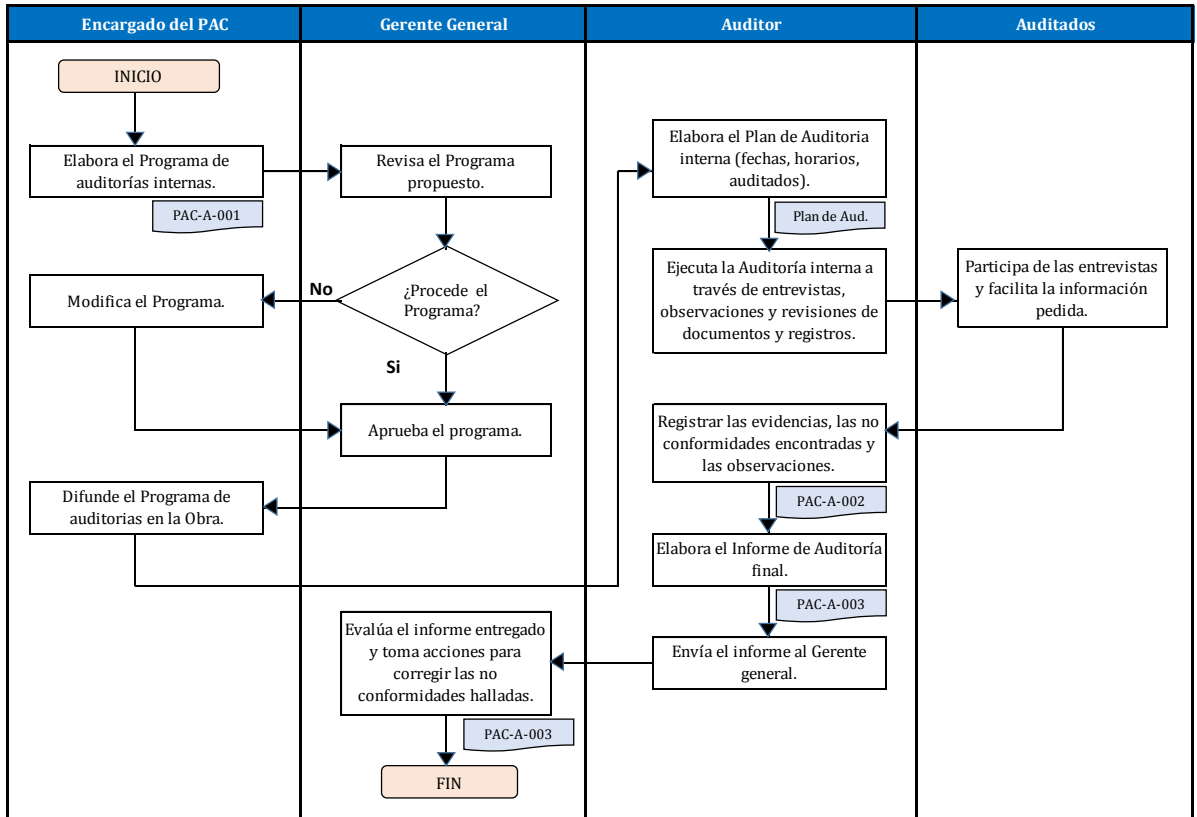 Encargado del PAC
Gerente General
Auditor
Auditados
INICIO
Elabora el Programa de
auditorías internas.
PAC-A-001
Revisa el Programa
propuesto.
¿Procede el
Programa?
No
Modifica el Programa.
Si
Aprueba el programa.
Difunde el Programa de
auditorias en la Obra.
Elabora el Plan de Auditoria
interna (fechas, horarios,
auditados).
Plan de Aud.
Ejecuta la Auditoría interna a
través de entrevistas,
observaciones y revisiones de
documentos y registros.
Participa de las entrevistas
y facilita la información
pedida.
Registrar las evidencias, las no
conformidades encontradas y
las observaciones.
PAC-A-002
Elabora el Informe de Auditoría
final.
PAC-A-003
Envía el informe al Gerente
general.
Evalúa el informe entregado
y toma acciones para
corregir las no
conformidades halladas.
PAC-A-003
FIN